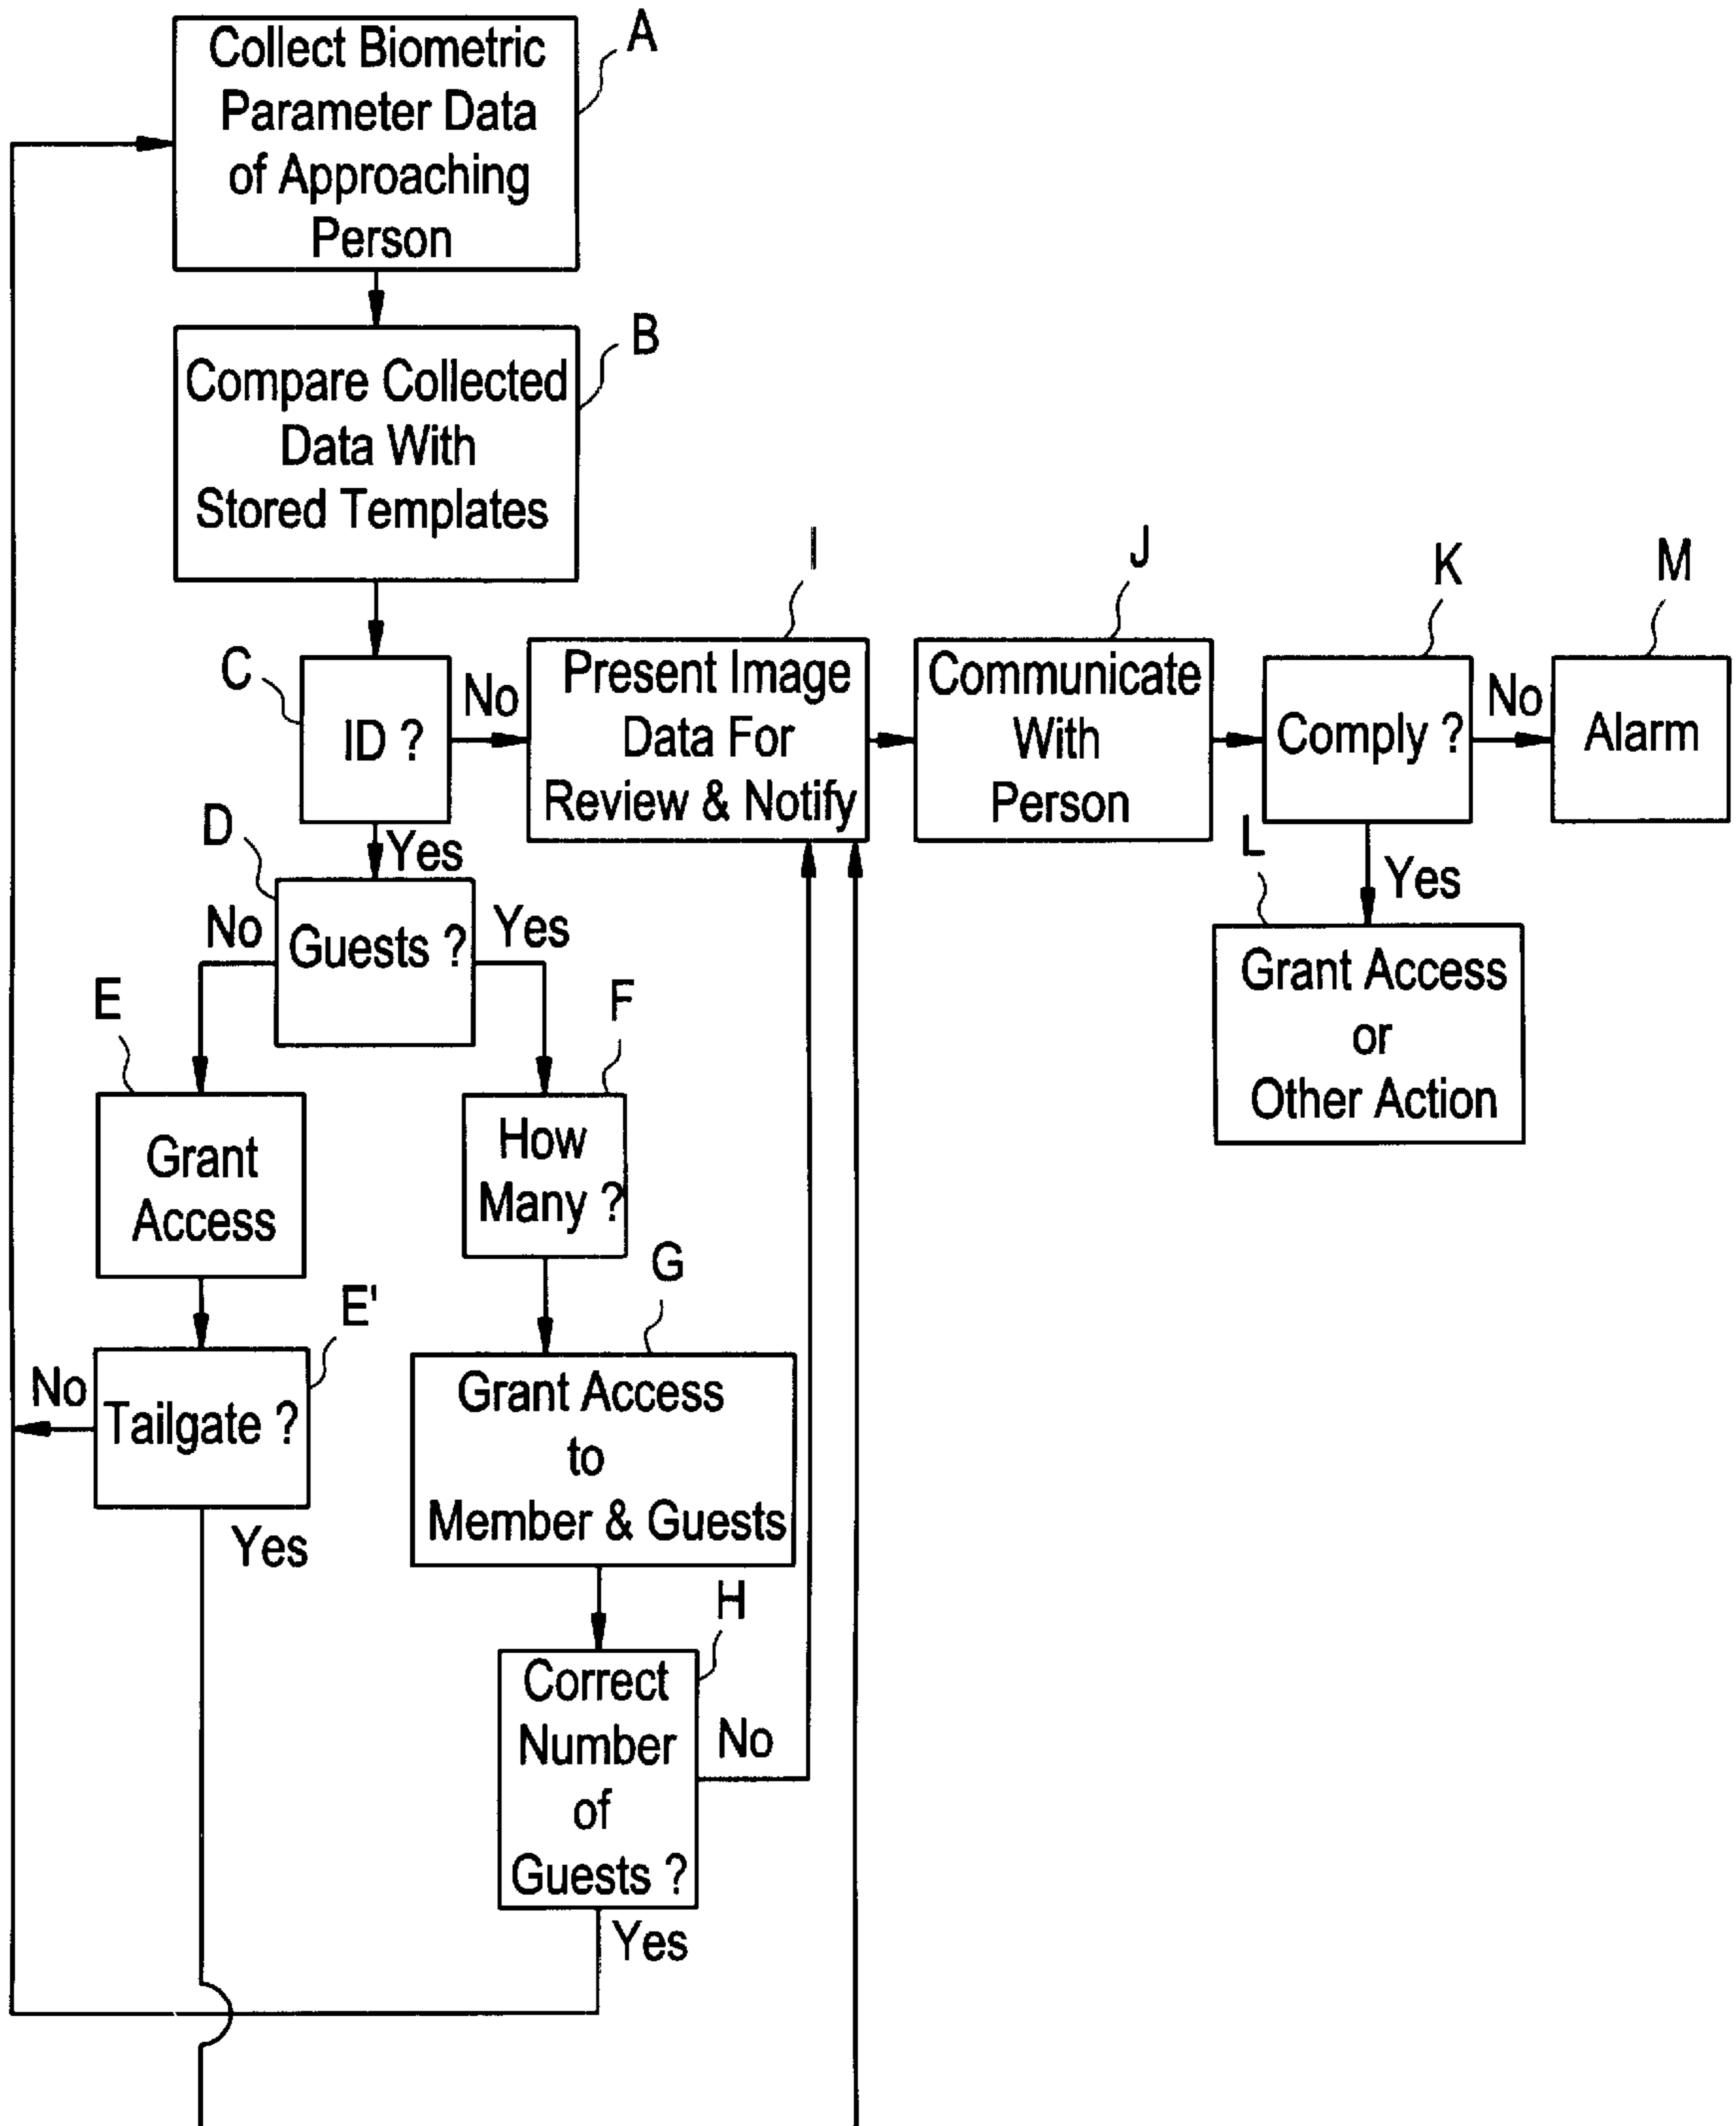 Collect Biometric
Parameter Data
of Approaching
Person
A
Compare Collected
Data With
Stored Templates
B
ID ?
C
No
Yes
Present Image
Data For
Review & Notify
I
Communicate
With
Person
J
Comply ?
K
No
Alarm
M
Yes
Grant Access
or
Other Action
L
Guests ?
D
No
Yes
Grant
Access
E
How
Many ?
F
Tailgate ?
E'
No
Yes
Grant Access
to
Member & Guests
G
Correct
Number
of
Guests ?
H
No
Yes